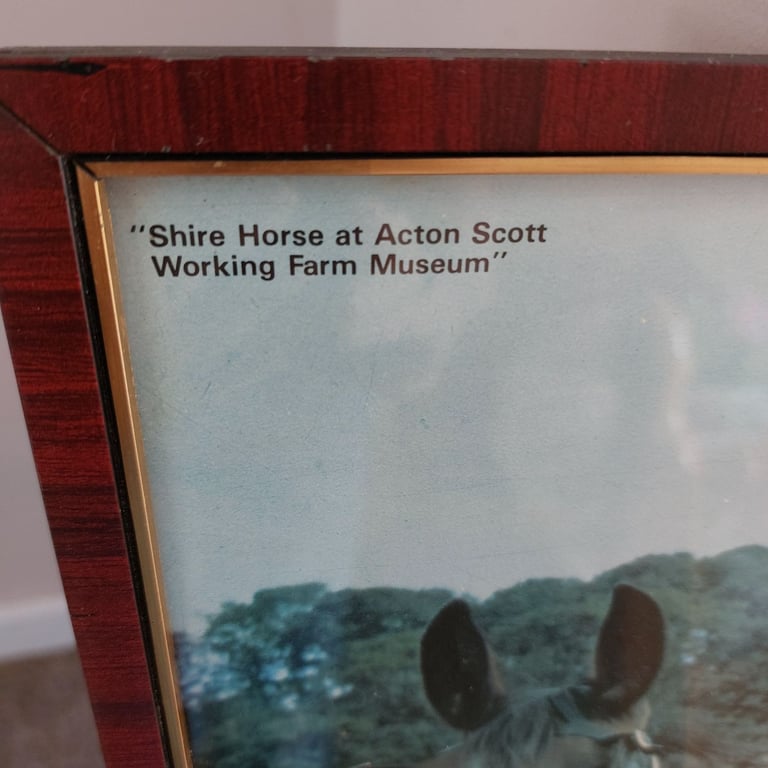 "Shire Horse at Acton Scott
Working Farm Museum"